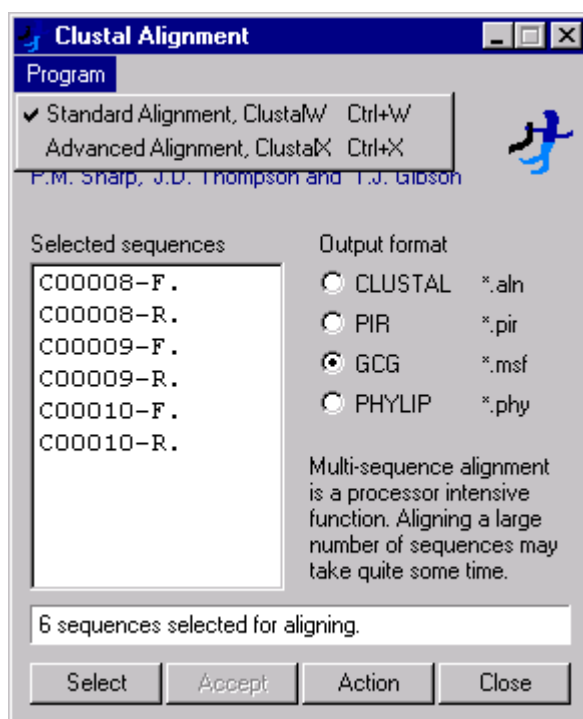 Clustal Alignment
Program
Standard Alignment, ClustalW Ctrl+W
Advanced Alignment, ClustalX Ctrl+X
P.M. Sharp, J.D. Thompson and T.J. Gibson
Selected sequences
C00008-F.
C00008-R.
C00009-F.
C00009-R.
C00010-F.
C00010-R.
Output format
CLUSTAL *.aln
PIR *.pir
GCG *.msf
PHYLIP *.phy
Multi-sequence alignment
is a processor intensive
function. Aligning a large
number of sequences may
take quite some time.
6 sequences selected for aligning.
Select Accept Action Close